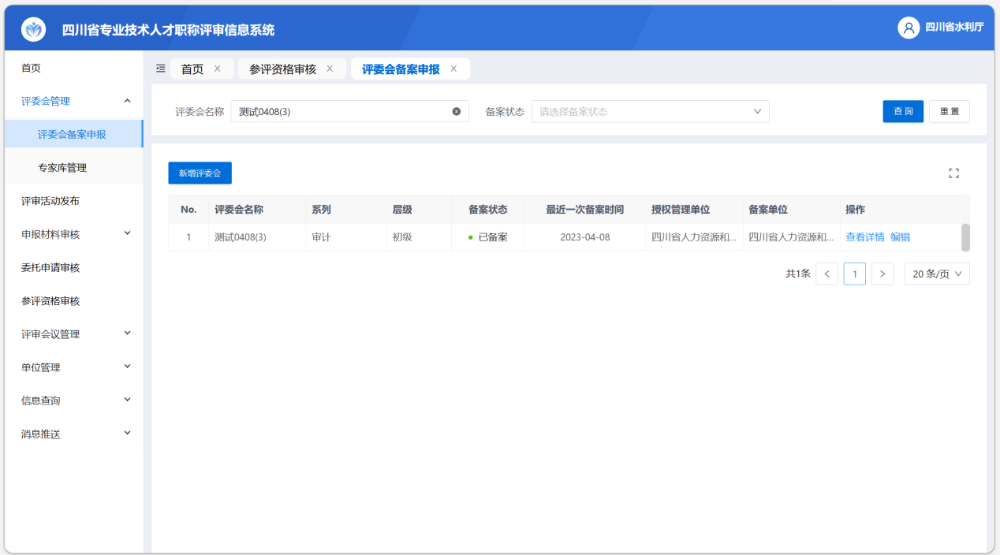 四川省专业技术人才职称评审信息系统
四川省水利厅
首页
评委会管理
评委会备案申报
专家库管理
评审活动发布
申报材料审核
委托申请审核
参评资格审核
评审会议管理
单位管理
信息查询
消息推送
首页 参评资格审核 评委会备案申报
评委会名称 测试0408(3) 备案状态 请选择备案状态 查 询 重 置
新增评委会
No. 评委会名称 系列 层级 备案状态 最近一次备案时间 授权管理单位 备案单位 操作
1 测试0408(3) 审计 初级 已备案 2023-04-08 四川省人力资源和... 四川省人力资源和... 查看详情 编辑
共1条 < 1 > 20 条/页